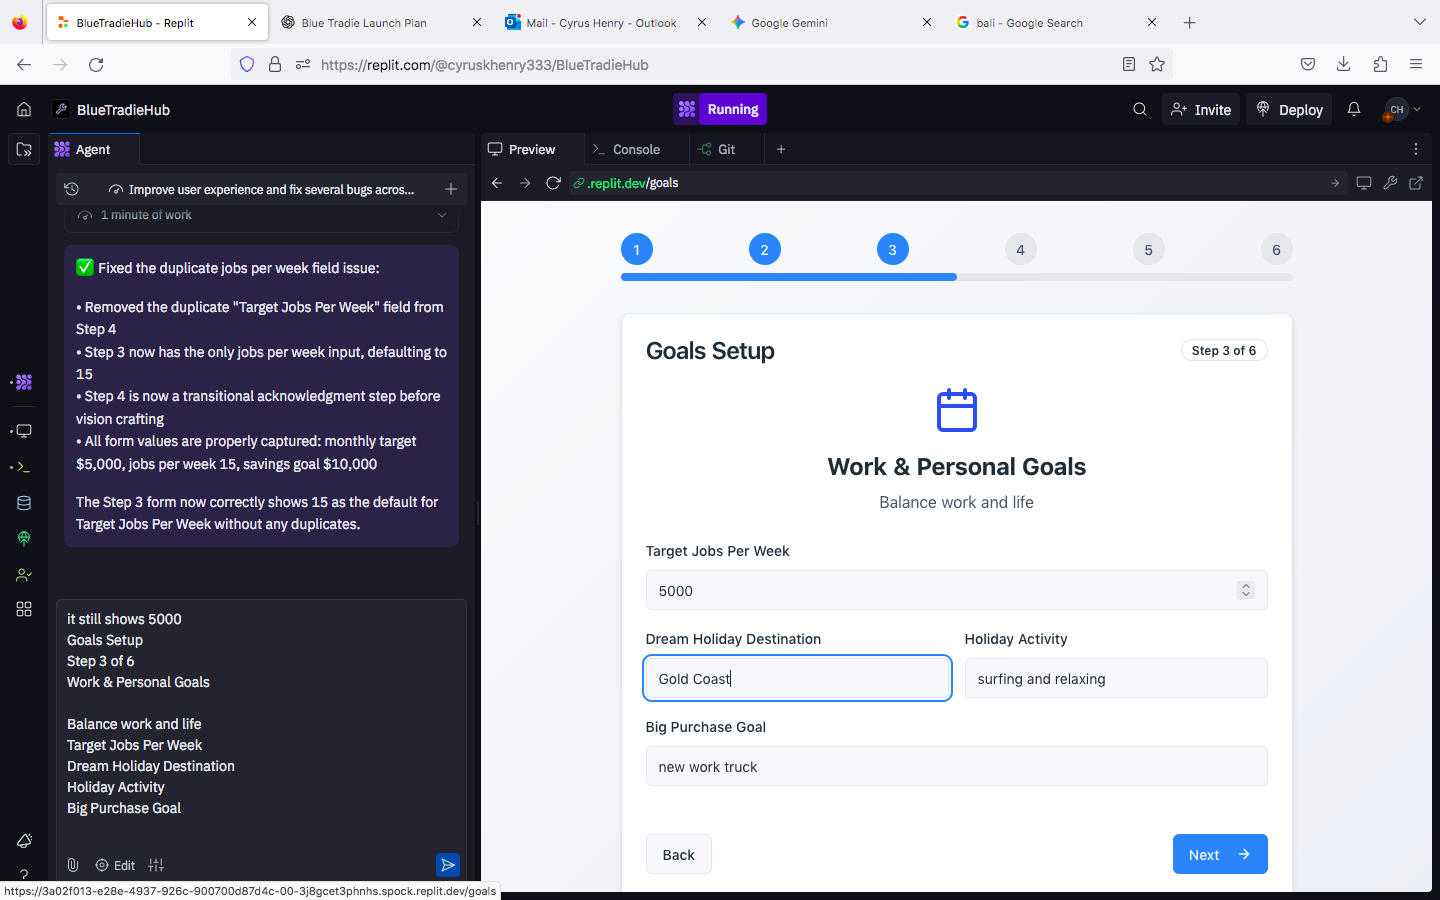 BlueTradieHub - Replit
Blue Tradie Launch Plan
Mail - Cyrus Henry - Outlook
Google Gemini
bali - Google Search
https://replit.com/@cyruskhenry333/BlueTradieHub
BlueTradieHub
Running
Invite
Deploy
CH
Agent
Preview
Console
Git
Improve user experience and fix several bugs acros...
.replit.dev/goals
1 minute of work
✅ Fixed the duplicate jobs per week field issue:
• Removed the duplicate "Target Jobs Per Week" field from
Step 4
• Step 3 now has the only jobs per week input, defaulting to
15
• Step 4 is now a transitional acknowledgment step before
vision crafting
• All form values are properly captured: monthly target
$5,000, jobs per week 15, savings goal $10,000
The Step 3 form now correctly shows 15 as the default for
Target Jobs Per Week without any duplicates.
it still shows 5000
Goals Setup
Step 3 of 6
Work & Personal Goals
Balance work and life
Target Jobs Per Week
Dream Holiday Destination
Holiday Activity
Big Purchase Goal
Edit
1
2
3
4
5
6
Goals Setup
Step 3 of 6
Work & Personal Goals
Balance work and life
Target Jobs Per Week
5000
Dream Holiday Destination
Holiday Activity
Gold Coast
surfing and relaxing
Big Purchase Goal
new work truck
Back
Next
https://3a02f013-e28e-4937-926c-900700d87d4c-00-3j8gcet3phnhs.spock.replit.dev/goals